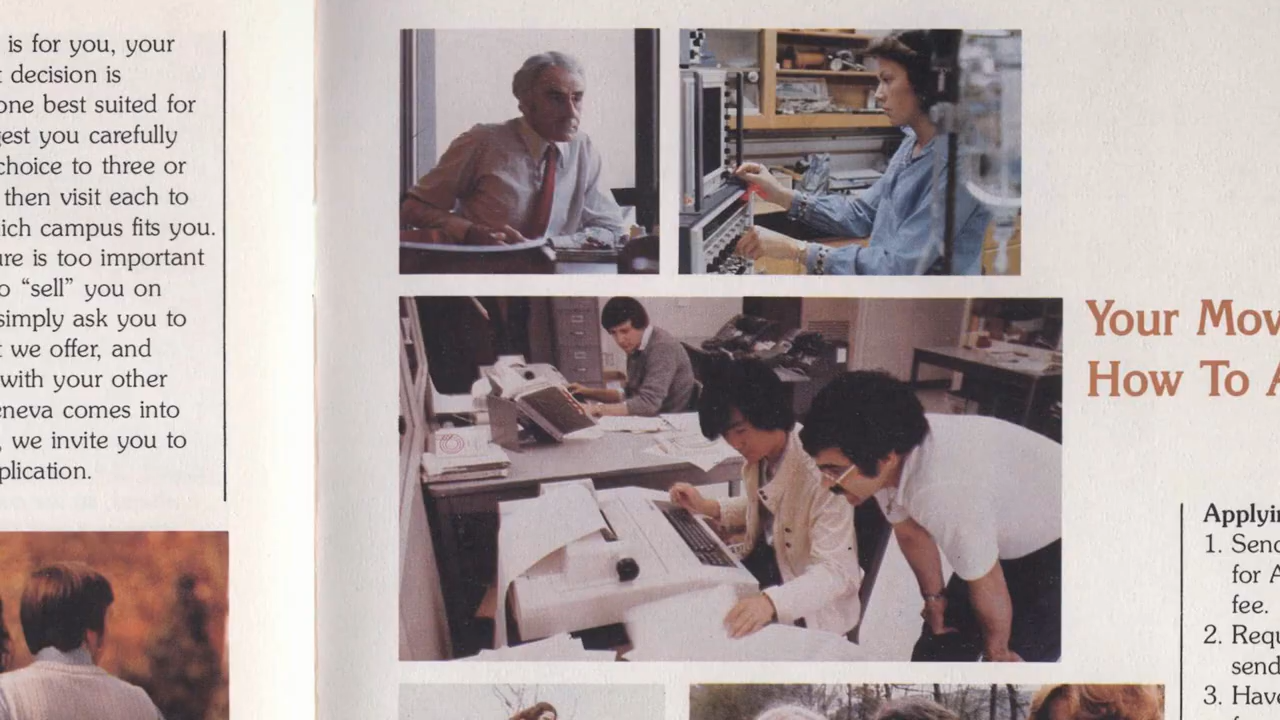 is for you, your
decision is
one best suited for
gest you carefully
choice to three or
then visit each to
ich campus fits you.
ure is too important
o “sell” you on
simply ask you to
we offer, and
with your other
eneva comes into
, we invite you to
plication.
Your Mov
How To A
Applyin
1. Send
for A
fee.
2. Requ
send
3. Have